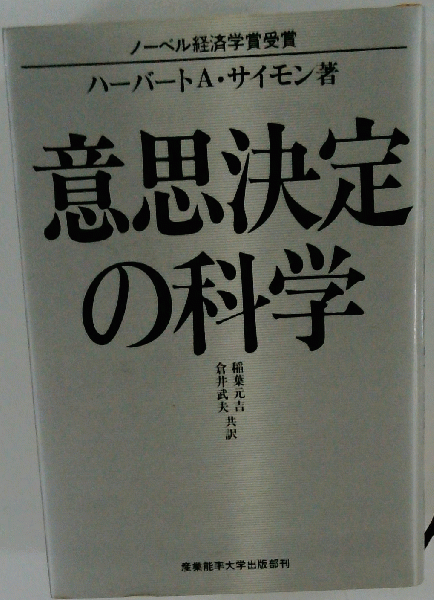 ノーベル経済学賞受賞
ハーバートA・サイモン著
意思決定
の科学
稲葉元吉
倉井武夫 共訳
産業能率大学出版部刊